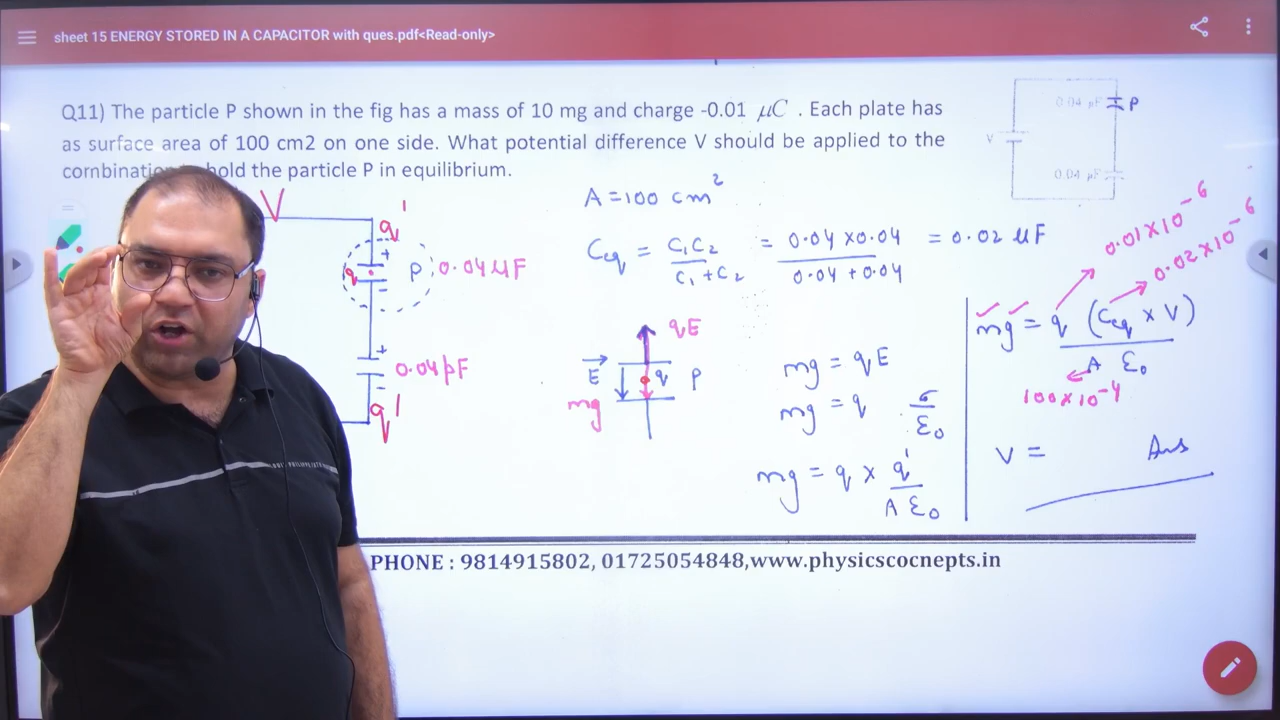 sheet 15 ENERGY STORED IN A CAPACITOR with ques.pdf<Read-only>
Q11) The particle P shown in the fig has a mass of 10 mg and charge -0.01 μC . Each plate has
as surface area of 100 cm2 on one side. What potential difference V should be applied to the
hold the particle P in equilibrium.
0.04 μF P
V
0.04 μF
V
q'
+
q P 0.04 μF
-
+
0.04 μF
-
q'
A = 100 cm²
Ceq = C₁C₂ / C₁+C₂ = 0.04 × 0.04 / 0.04 + 0.04 = 0.02 μF
qE
E q P
mg
mg = qE
mg = q σ/ε₀
mg = q × q'/Aε₀
0.01×10⁻⁶
0.02×10⁻⁶
mg = q (Ceq × V) / A ε₀
100×10⁻⁴
V = Ans
PHONE : 9814915802, 01725054848,www.physicscocnepts.in